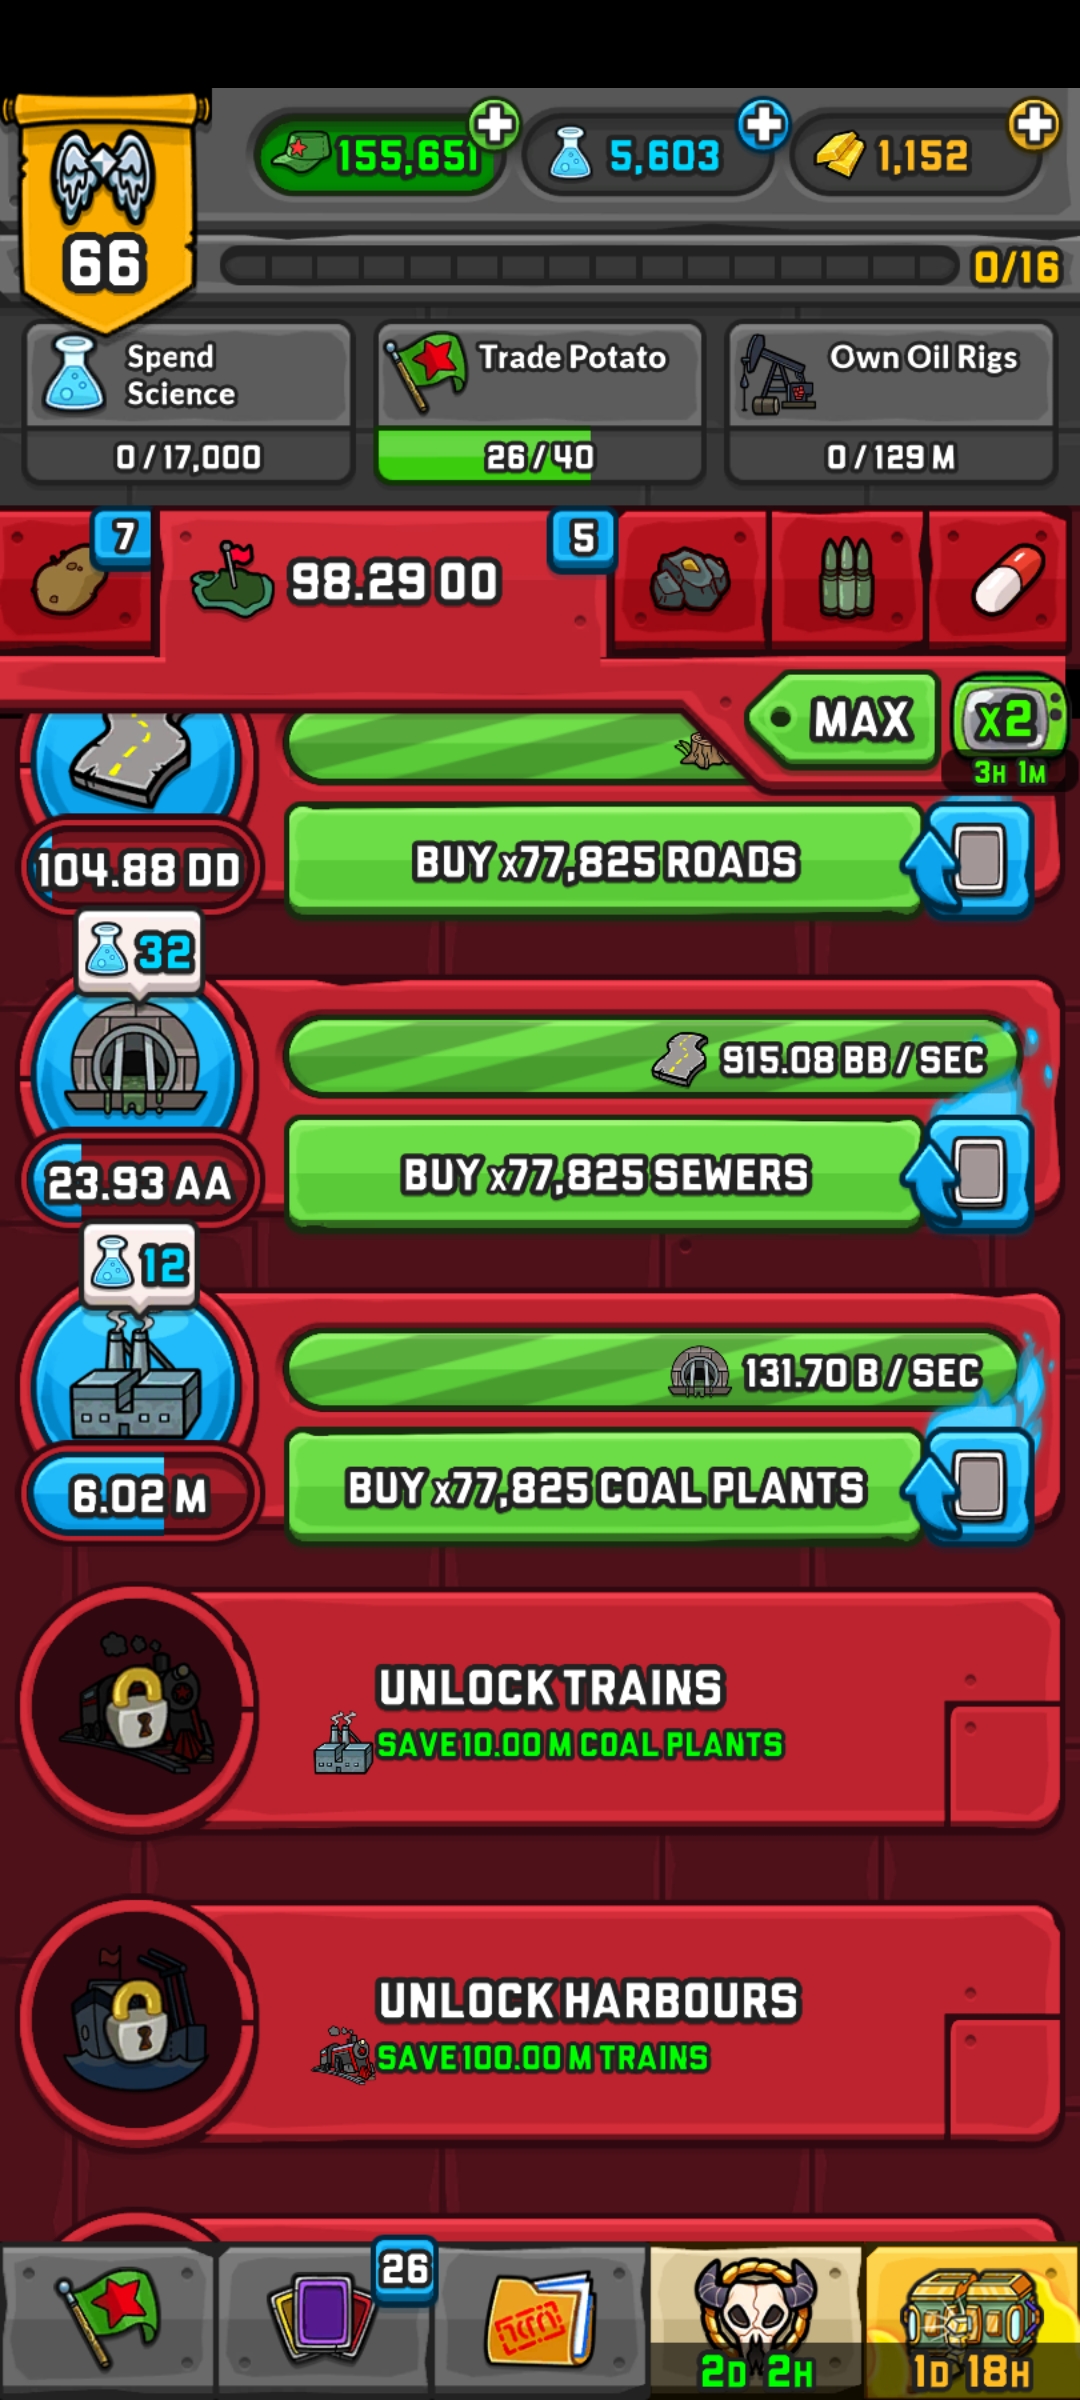 155,651
5,603
1,152
66
0/16
Spend
Science
0/17,000
Trade Potato
26/40
Own Oil Rigs
0/129 M
7
98.29 OO
5
MAX
X2
3H 1M
104.88 DD
BUY x77,825 ROADS
32
915.08 BB / SEC
23.93 AA
BUY x77,825 SEWERS
12
131.70 B / SEC
6.02 M
BUY x77,825 COAL PLANTS
UNLOCK TRAINS
SAVE 10.00 M COAL PLANTS
UNLOCK HARBOURS
SAVE 100.00 M TRAINS
26
2D 2H
1D 18H